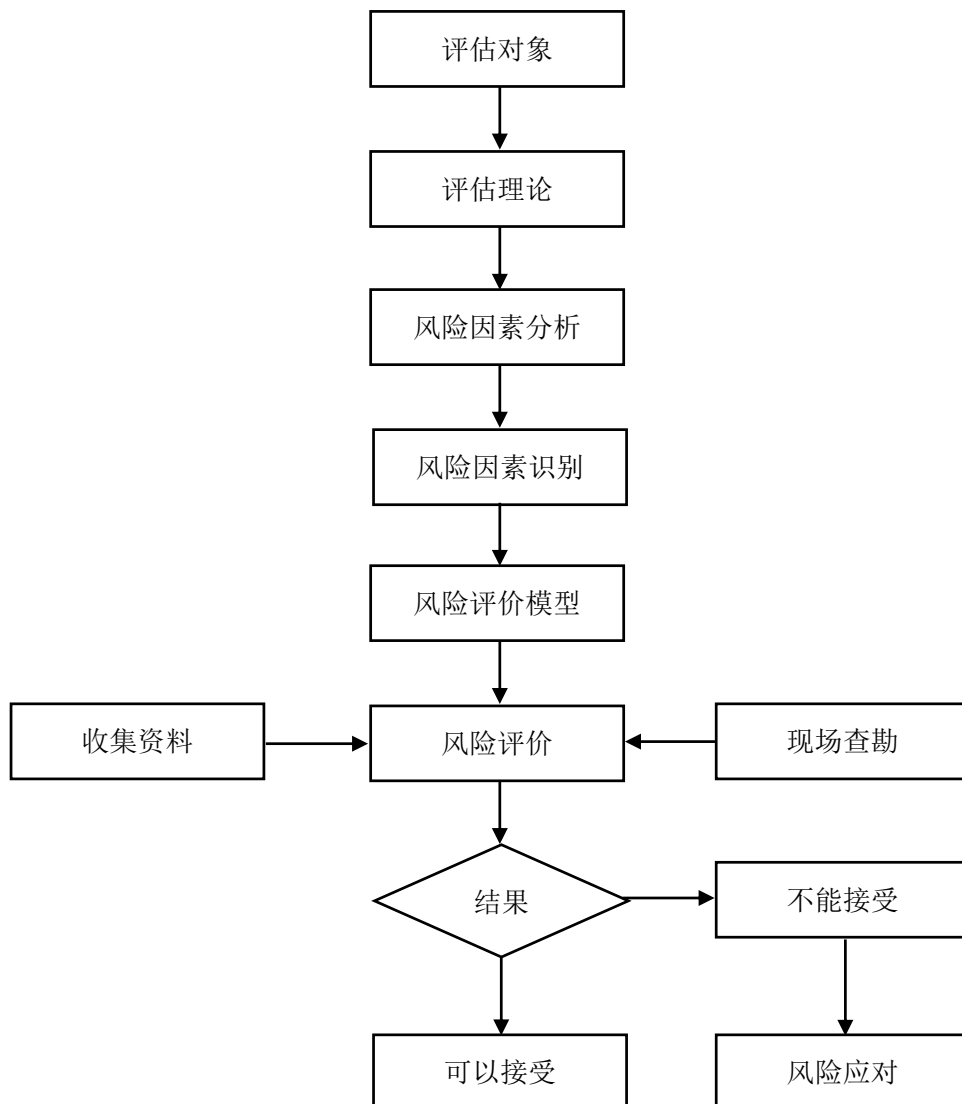 评估对象
评估理论
风险因素分析
风险因素识别
风险评价模型
收集资料
风险评价
现场查勘
结果
不能接受
可以接受
风险应对